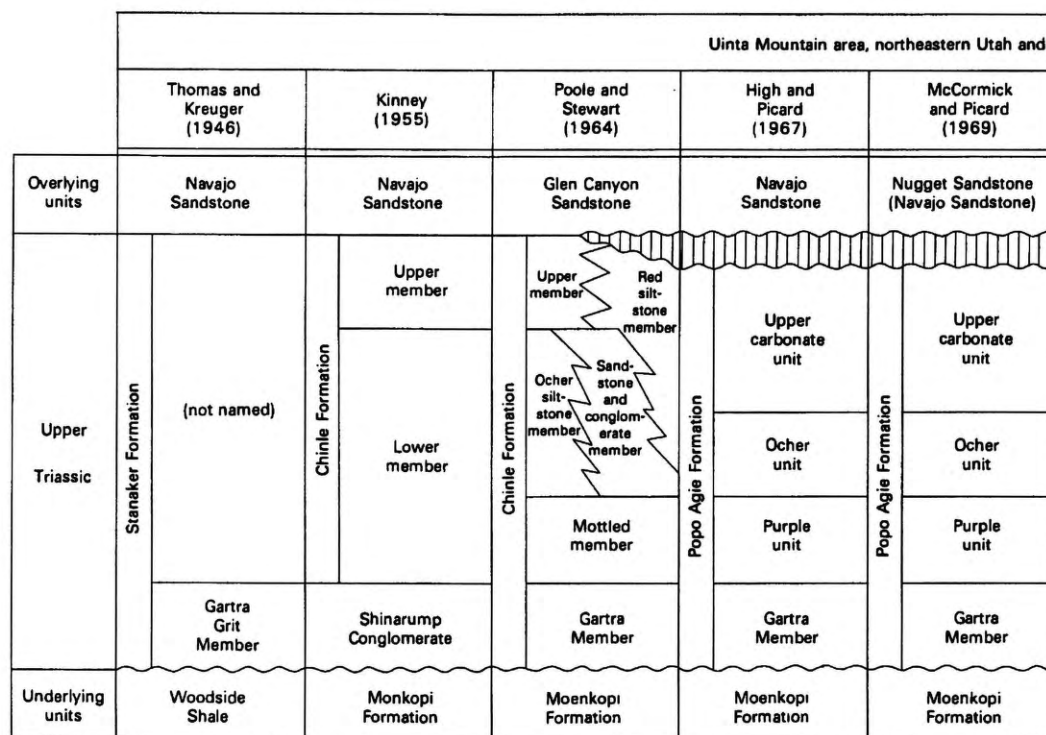 Uinta Mountain area, northeastern Utah and
Thomas and
Kreuger
(1946)
Kinney
(1955)
Poole and
Stewart
(1964)
High and
Picard
(1967)
McCormick
and Picard
(1969)
Overlying
units
Navajo
Sandstone
Navajo
Sandstone
Glen Canyon
Sandstone
Navajo
Sandstone
Nugget Sandstone
(Navajo Sandstone)
Upper
Triassic
Stanaker Formation
(not named)
Gartra
Grit
Member
Chinle Formation
Upper
member
Lower
member
Shinarump
Conglomerate
Chinle Formation
Upper
member
Red
silt-
stone
member
Ocher
silt-
stone
member
Sand-
stone
and
conglom-
erate
member
Mottled
member
Gartra
Member
Popo Agie Formation
Upper
carbonate
unit
Ocher
unit
Purple
unit
Gartra
Member
Popo Agie Formation
Upper
carbonate
unit
Ocher
unit
Purple
unit
Gartra
Member
Underlying
units
Woodside
Shale
Monkopi
Formation
Moenkopi
Formation
Moenkopi
Formation
Moenkopi
Formation